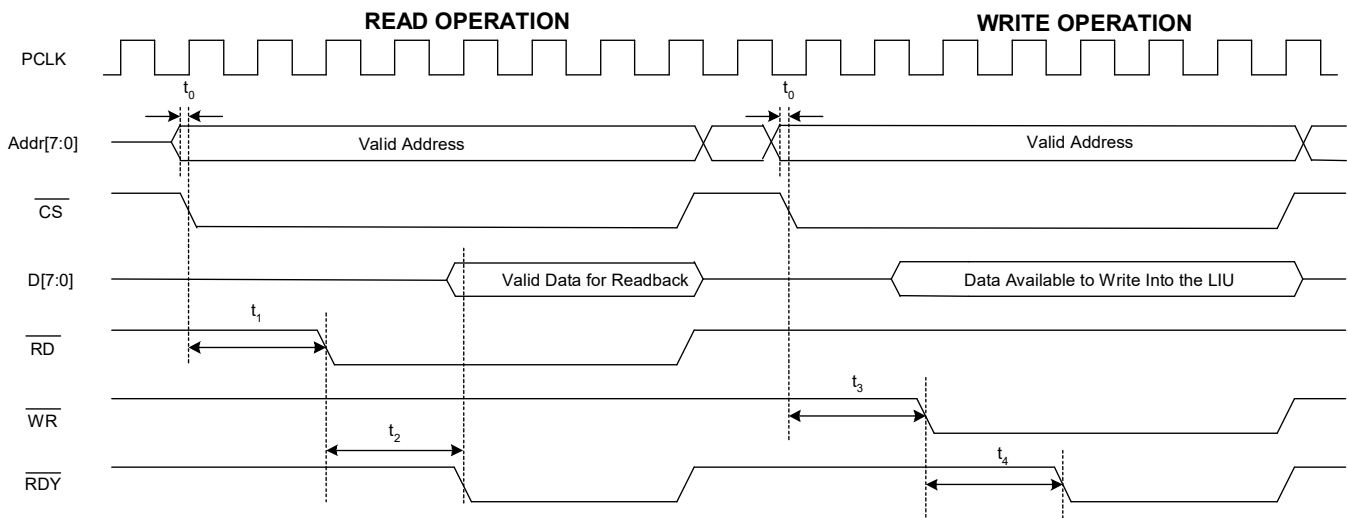 READ OPERATION WRITE OPERATION
PCLK
t0 t0
Addr[7:0] Valid Address Valid Address
CS
D[7:0] Valid Data for Readback Data Available to Write Into the LIU
t1
RD
t3
WR
t2 t4
RDY